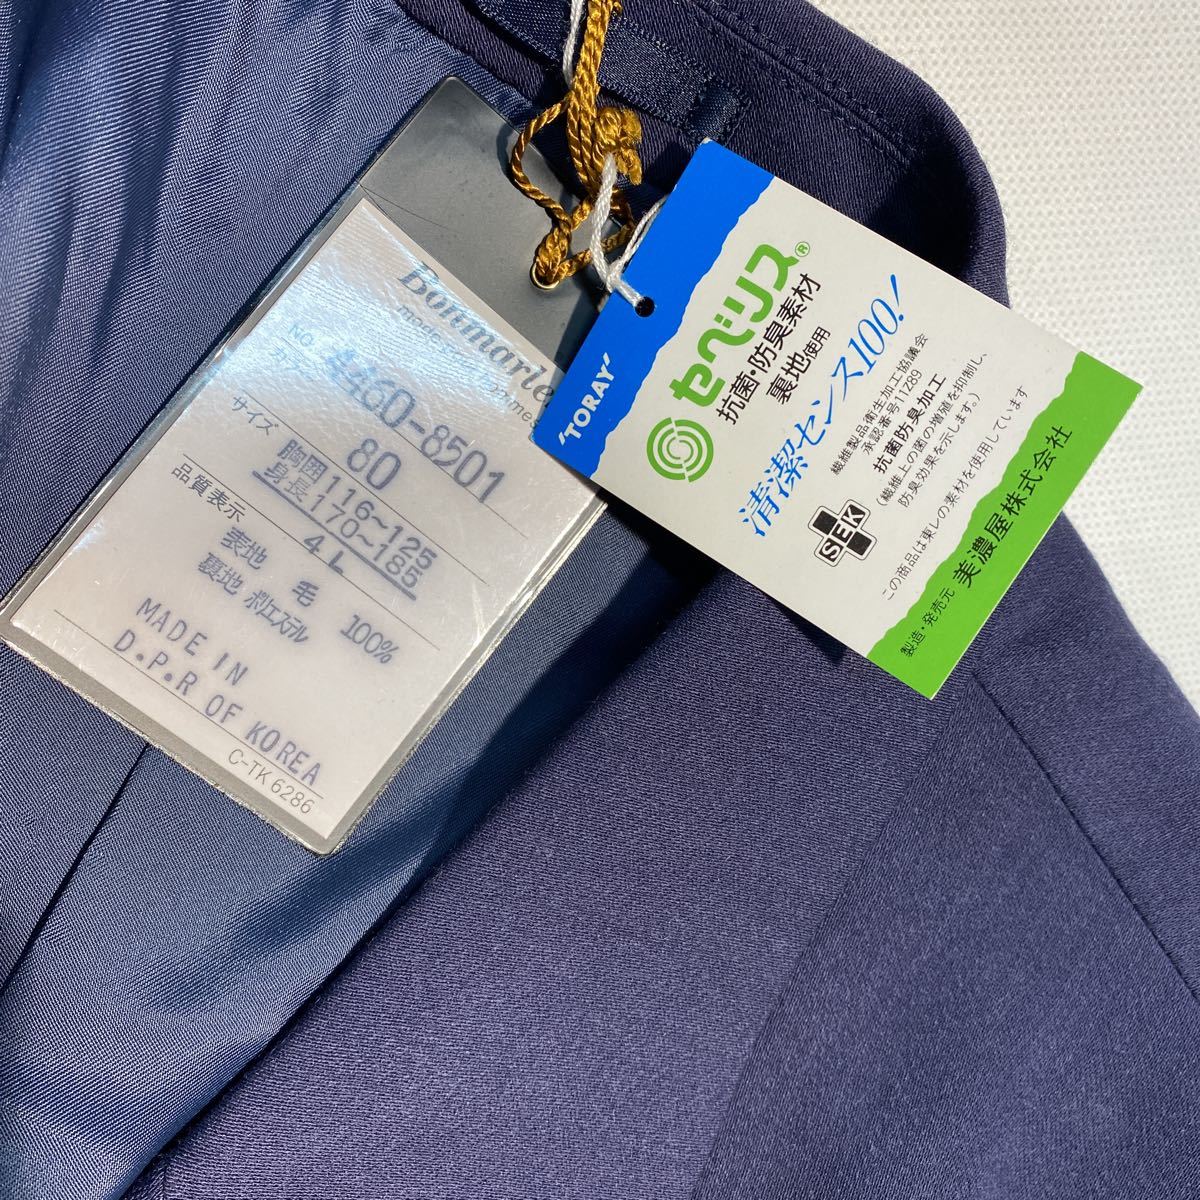 NO. 4460-8501
サイズ 80
胸囲 116~125
身長 170~185
4L
品質表示
表地 毛 100%
裏地 ポリエステル
MADE IN
D.P.R OF KOREA
C-TK 6286
'TORAY'
セベリス®
抗菌・防臭素材
裏地使用
清潔センス100!
SEK
繊維製品衛生加工協議会
承認番号11Z89
抗菌防臭加工
(繊維上の菌の増殖を抑制し、
防臭効果を示します。)
この商品は東レの素材を使用しています
製造・発売元 美濃屋株式会社